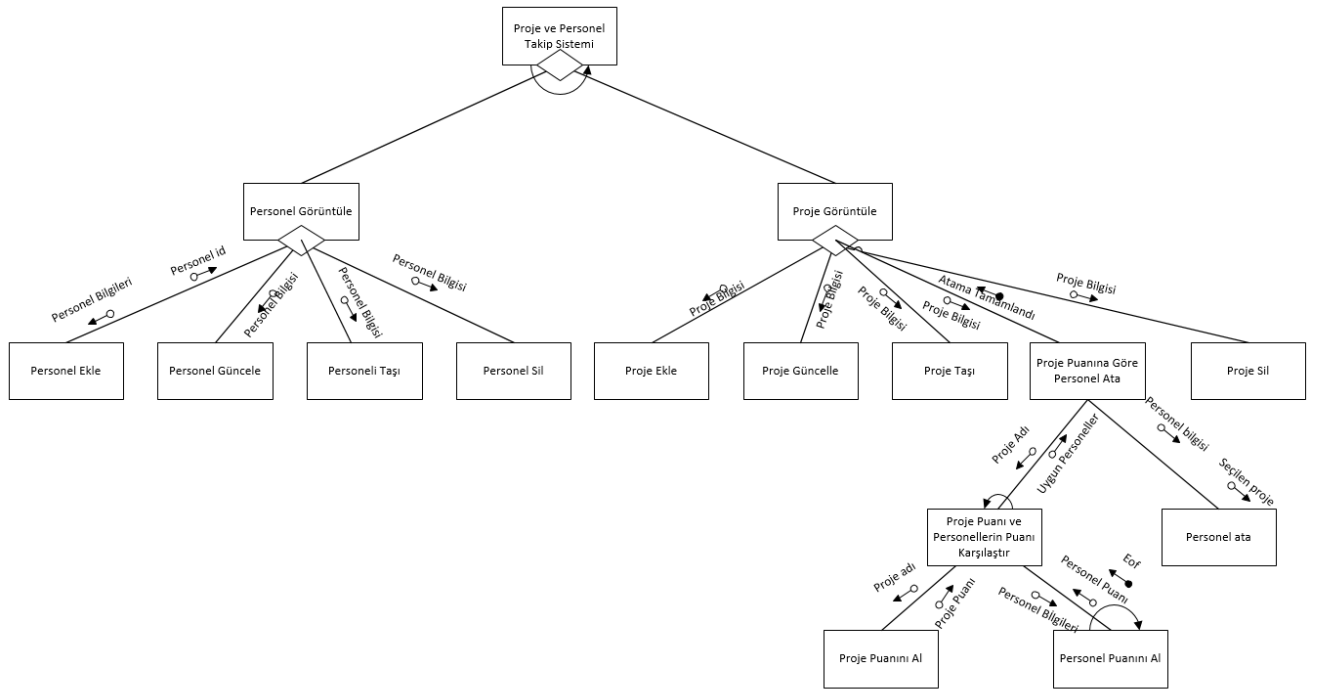 Proje ve Personel
Takip Sistemi
Personel Görüntüle
Proje Görüntüle
Personel id
Personel Bilgileri
Personel Bilgisi
Personel Bilgisi
Personel Bilgisi
Proje Bilgisi
Proje Bilgisi
Proje Bilgisi
Atama Tamamlandı
Proje Bilgisi
Proje Bilgisi
Personel Ekle
Personel Güncele
Personeli Taşı
Personel Sil
Proje Ekle
Proje Güncelle
Proje Taşı
Proje Puanına Göre
Personel Ata
Proje Sil
Proje Adı
Uygun Personeller
Personel bilgisi
Seçilen proje
Proje Puanı ve
Personellerin Puanı
Karşılaştır
Personel ata
Proje adı
Proje Puanı
Personel Bilgileri
Personel Puanı
Eof
Proje Puanını Al
Personel Puanını Al